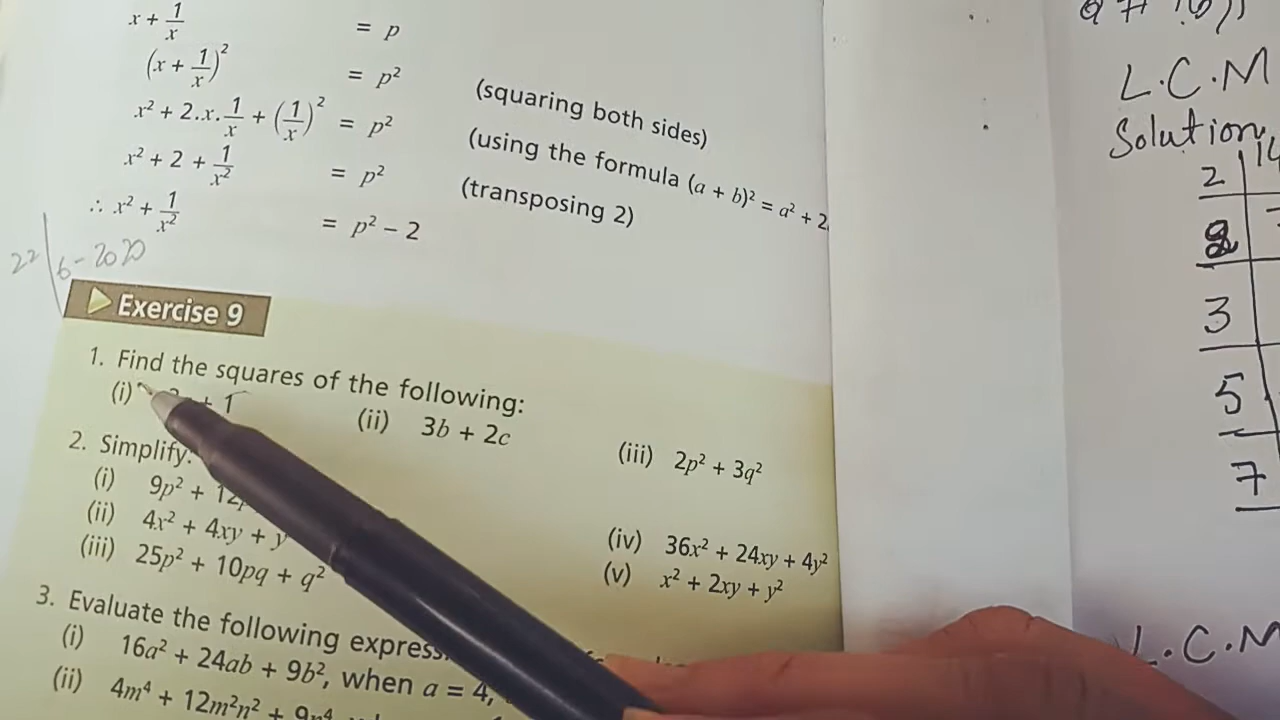 x + 1/x = p
(x + 1/x)² = p² (squaring both sides)
x² + 2.x.1/x + (1/x)² = p² (using the formula (a + b)² = a² + 2
x² + 2 + 1/x² = p² (transposing 2)
∴ x² + 1/x² = p² − 2
22/6-2020
Exercise 9
1. Find the squares of the following:
(i) + 1 (ii) 3b + 2c (iii) 2p² + 3q²
2. Simplify:
(i) 9p² + 12
(ii) 4x² + 4xy + y
(iii) 25p² + 10pq + q²
(iv) 36x² + 24xy + 4y²
(v) x² + 2xy + y²
3. Evaluate the following express
(i) 16a² + 24ab + 9b², when a = 4,
(ii) 4m⁴ + 12m²n² + 9n⁴
L.C.M
Solution
2 14
2
3
5
7
L.C.M